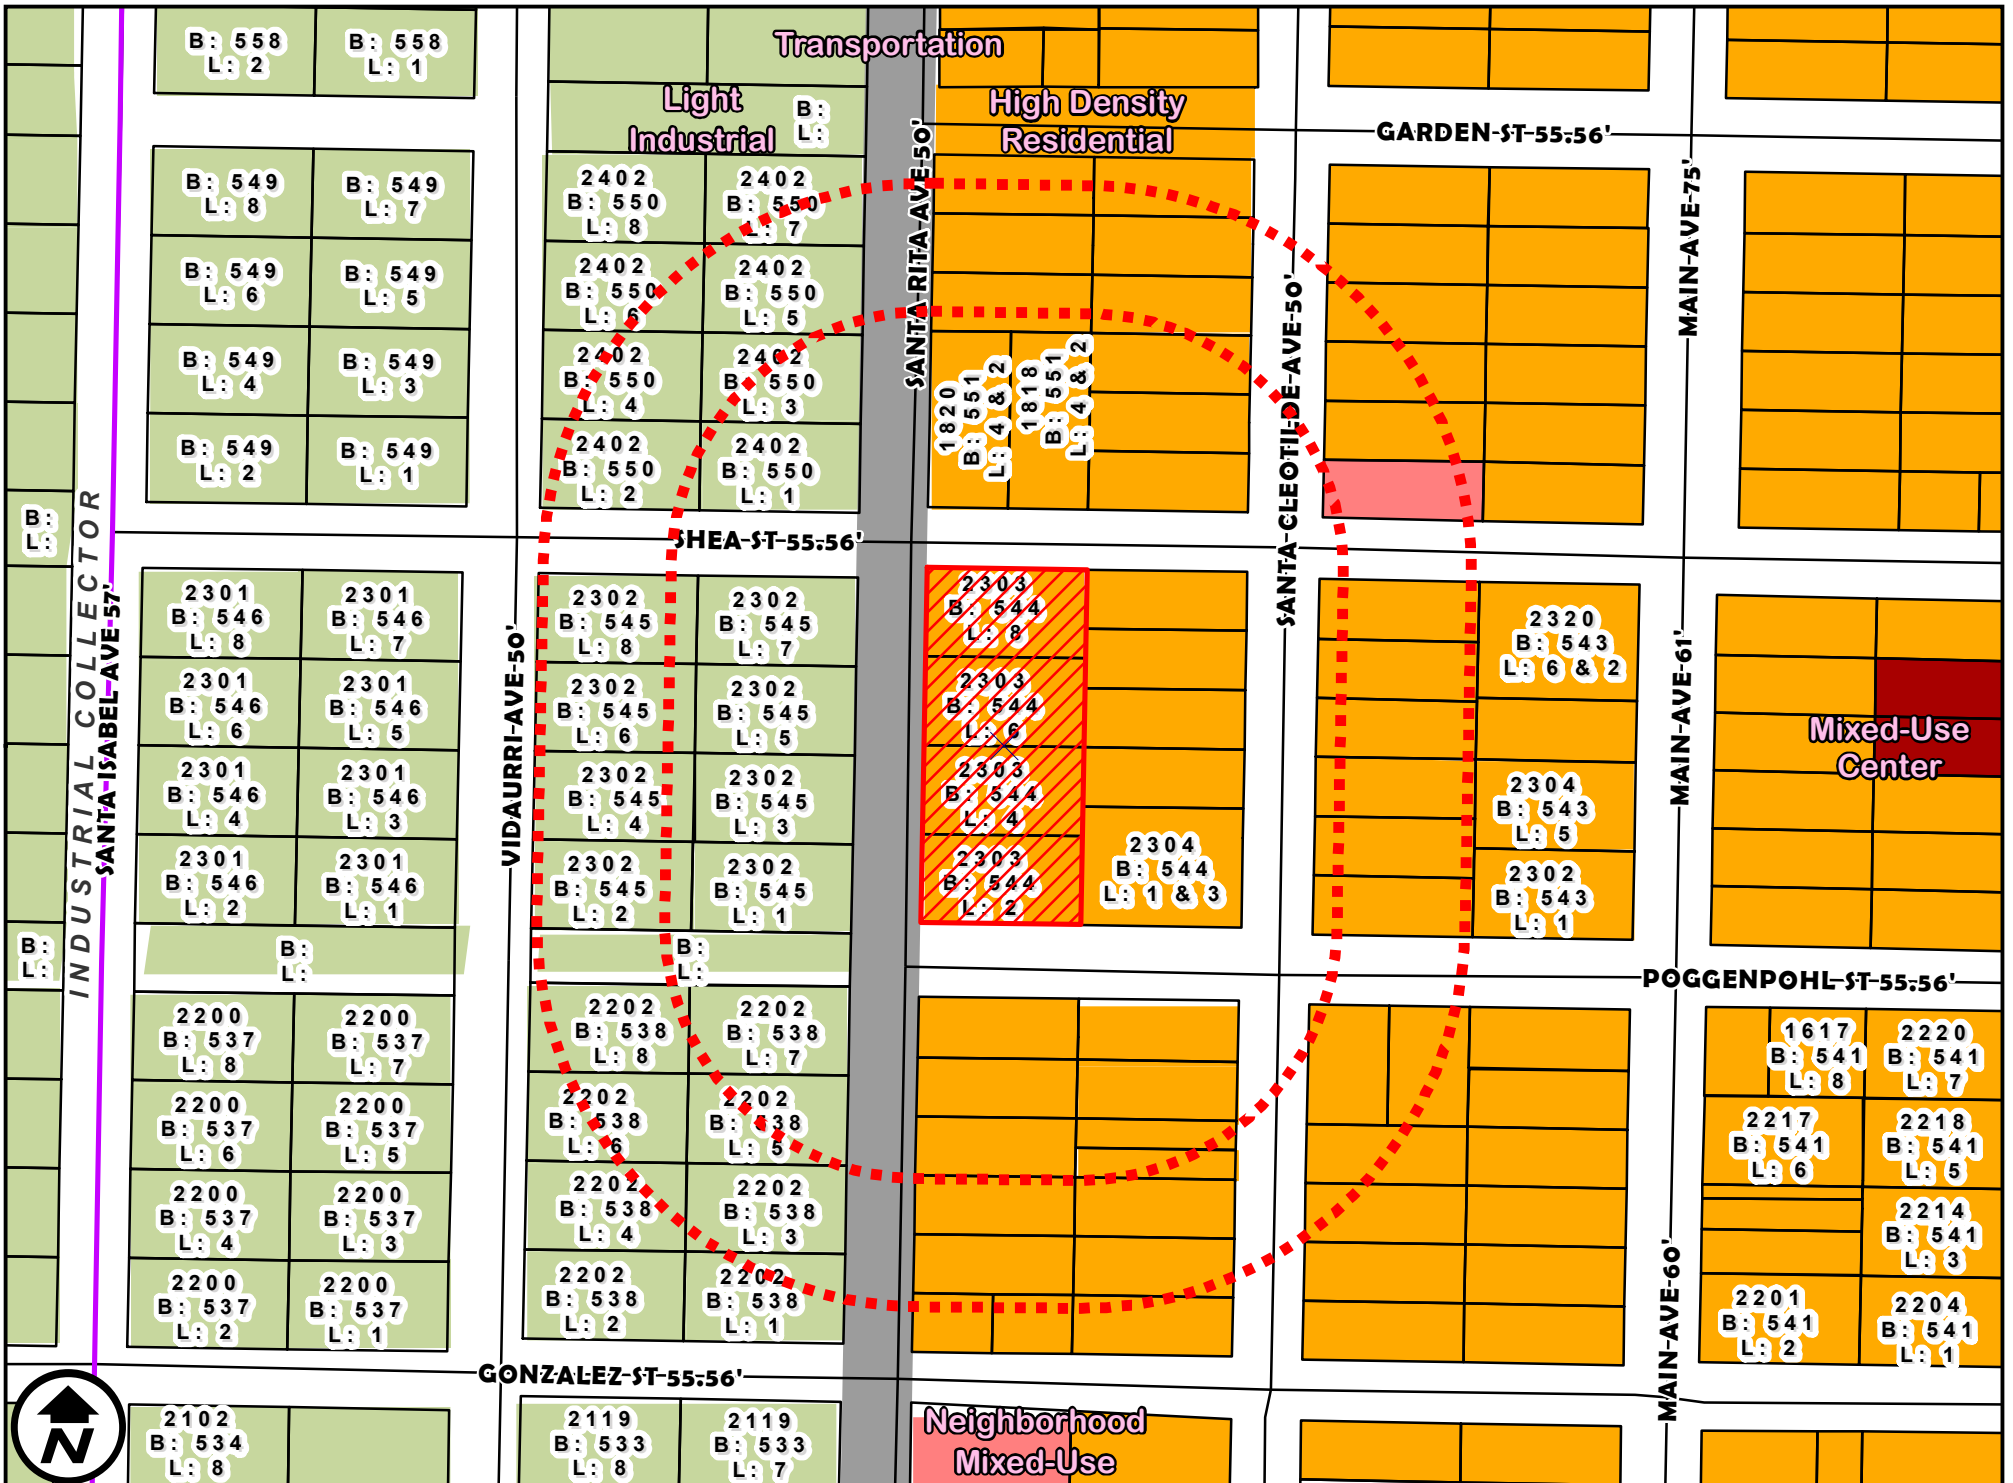 B: 558
L: 2
B: 558
L: 1
Transportation
Light
Industrial
B:
L:
High Density
Residential
GARDEN-ST-55.56'
SANTA-RITA-AVE-50'
MAIN-AVE-75'
B: 549
L: 8
B: 549
L: 7
2402
B: 550
L: 8
2402
B: 550
L: 7
B: 549
L: 6
B: 549
L: 5
2402
B: 550
L: 6
2402
B: 550
L: 5
SANTA-CLEOTILDE-AVE-50'
B: 549
L: 4
B: 549
L: 3
2402
B: 550
L: 4
2402
B: 550
L: 3
1820
B: 551
L: 4 & 2
1818
B: 551
L: 4 & 2
B: 549
L: 2
B: 549
L: 1
2402
B: 550
L: 2
2402
B: 550
L: 1
B:
L:
SHEA-ST-55.56'
INDUSTRIAL COLLECTOR
SANTA-ISABEL-AVE-57'
VIDAURRI-AVE-50'
MAIN-AVE-61'
2301
B: 546
L: 8
2301
B: 546
L: 7
2302
B: 545
L: 8
2302
B: 545
L: 7
2303
B: 544
L: 8
2320
B: 543
L: 6 & 2
2301
B: 546
L: 6
2301
B: 546
L: 5
2302
B: 545
L: 6
2302
B: 545
L: 5
2303
B: 544
L: 6
Mixed-Use
Center
2301
B: 546
L: 4
2301
B: 546
L: 3
2302
B: 545
L: 4
2302
B: 545
L: 3
2303
B: 544
L: 4
2304
B: 543
L: 5
2301
B: 546
L: 2
2301
B: 546
L: 1
2302
B: 545
L: 2
2302
B: 545
L: 1
2303
B: 544
L: 2
2304
B: 544
L: 1 & 3
2302
B: 543
L: 1
B:
L:
B:
L:
B:
L:
POGGENPOHL-ST-55.56'
2200
B: 537
L: 8
2200
B: 537
L: 7
2202
B: 538
L: 8
2202
B: 538
L: 7
1617
B: 541
L: 8
2220
B: 541
L: 7
2200
B: 537
L: 6
2200
B: 537
L: 5
2202
B: 538
L: 6
2202
B: 538
L: 5
2217
B: 541
L: 6
2218
B: 541
L: 5
2200
B: 537
L: 4
2200
B: 537
L: 3
2202
B: 538
L: 4
2202
B: 538
L: 3
2214
B: 541
L: 3
MAIN-AVE-60'
2200
B: 537
L: 2
2200
B: 537
L: 1
2202
B: 538
L: 2
2202
B: 538
L: 1
2201
B: 541
L: 2
2204
B: 541
L: 1
GONZALEZ-ST-55.56'
N
2102
B: 534
L: 8
2119
B: 533
L: 8
2119
B: 533
L: 7
Neighborhood
Mixed-Use